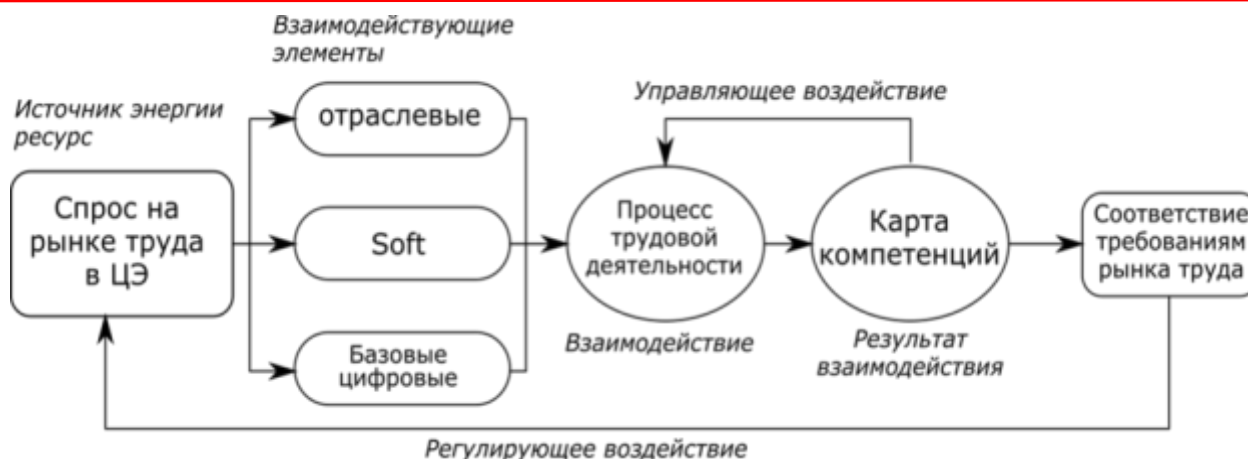 Взаимодействующие
элементы
Источник энергии
ресурс
Управляющее воздействие
отраслевые
Спрос на
рынке труда
в ЦЭ
Soft
Процесс
трудовой
деятельности
Карта
компетенций
Соответствие
требованиям
рынка труда
Базовые
цифровые
Взаимодействие
Результат
взаимодействия
Регулирующее воздействие